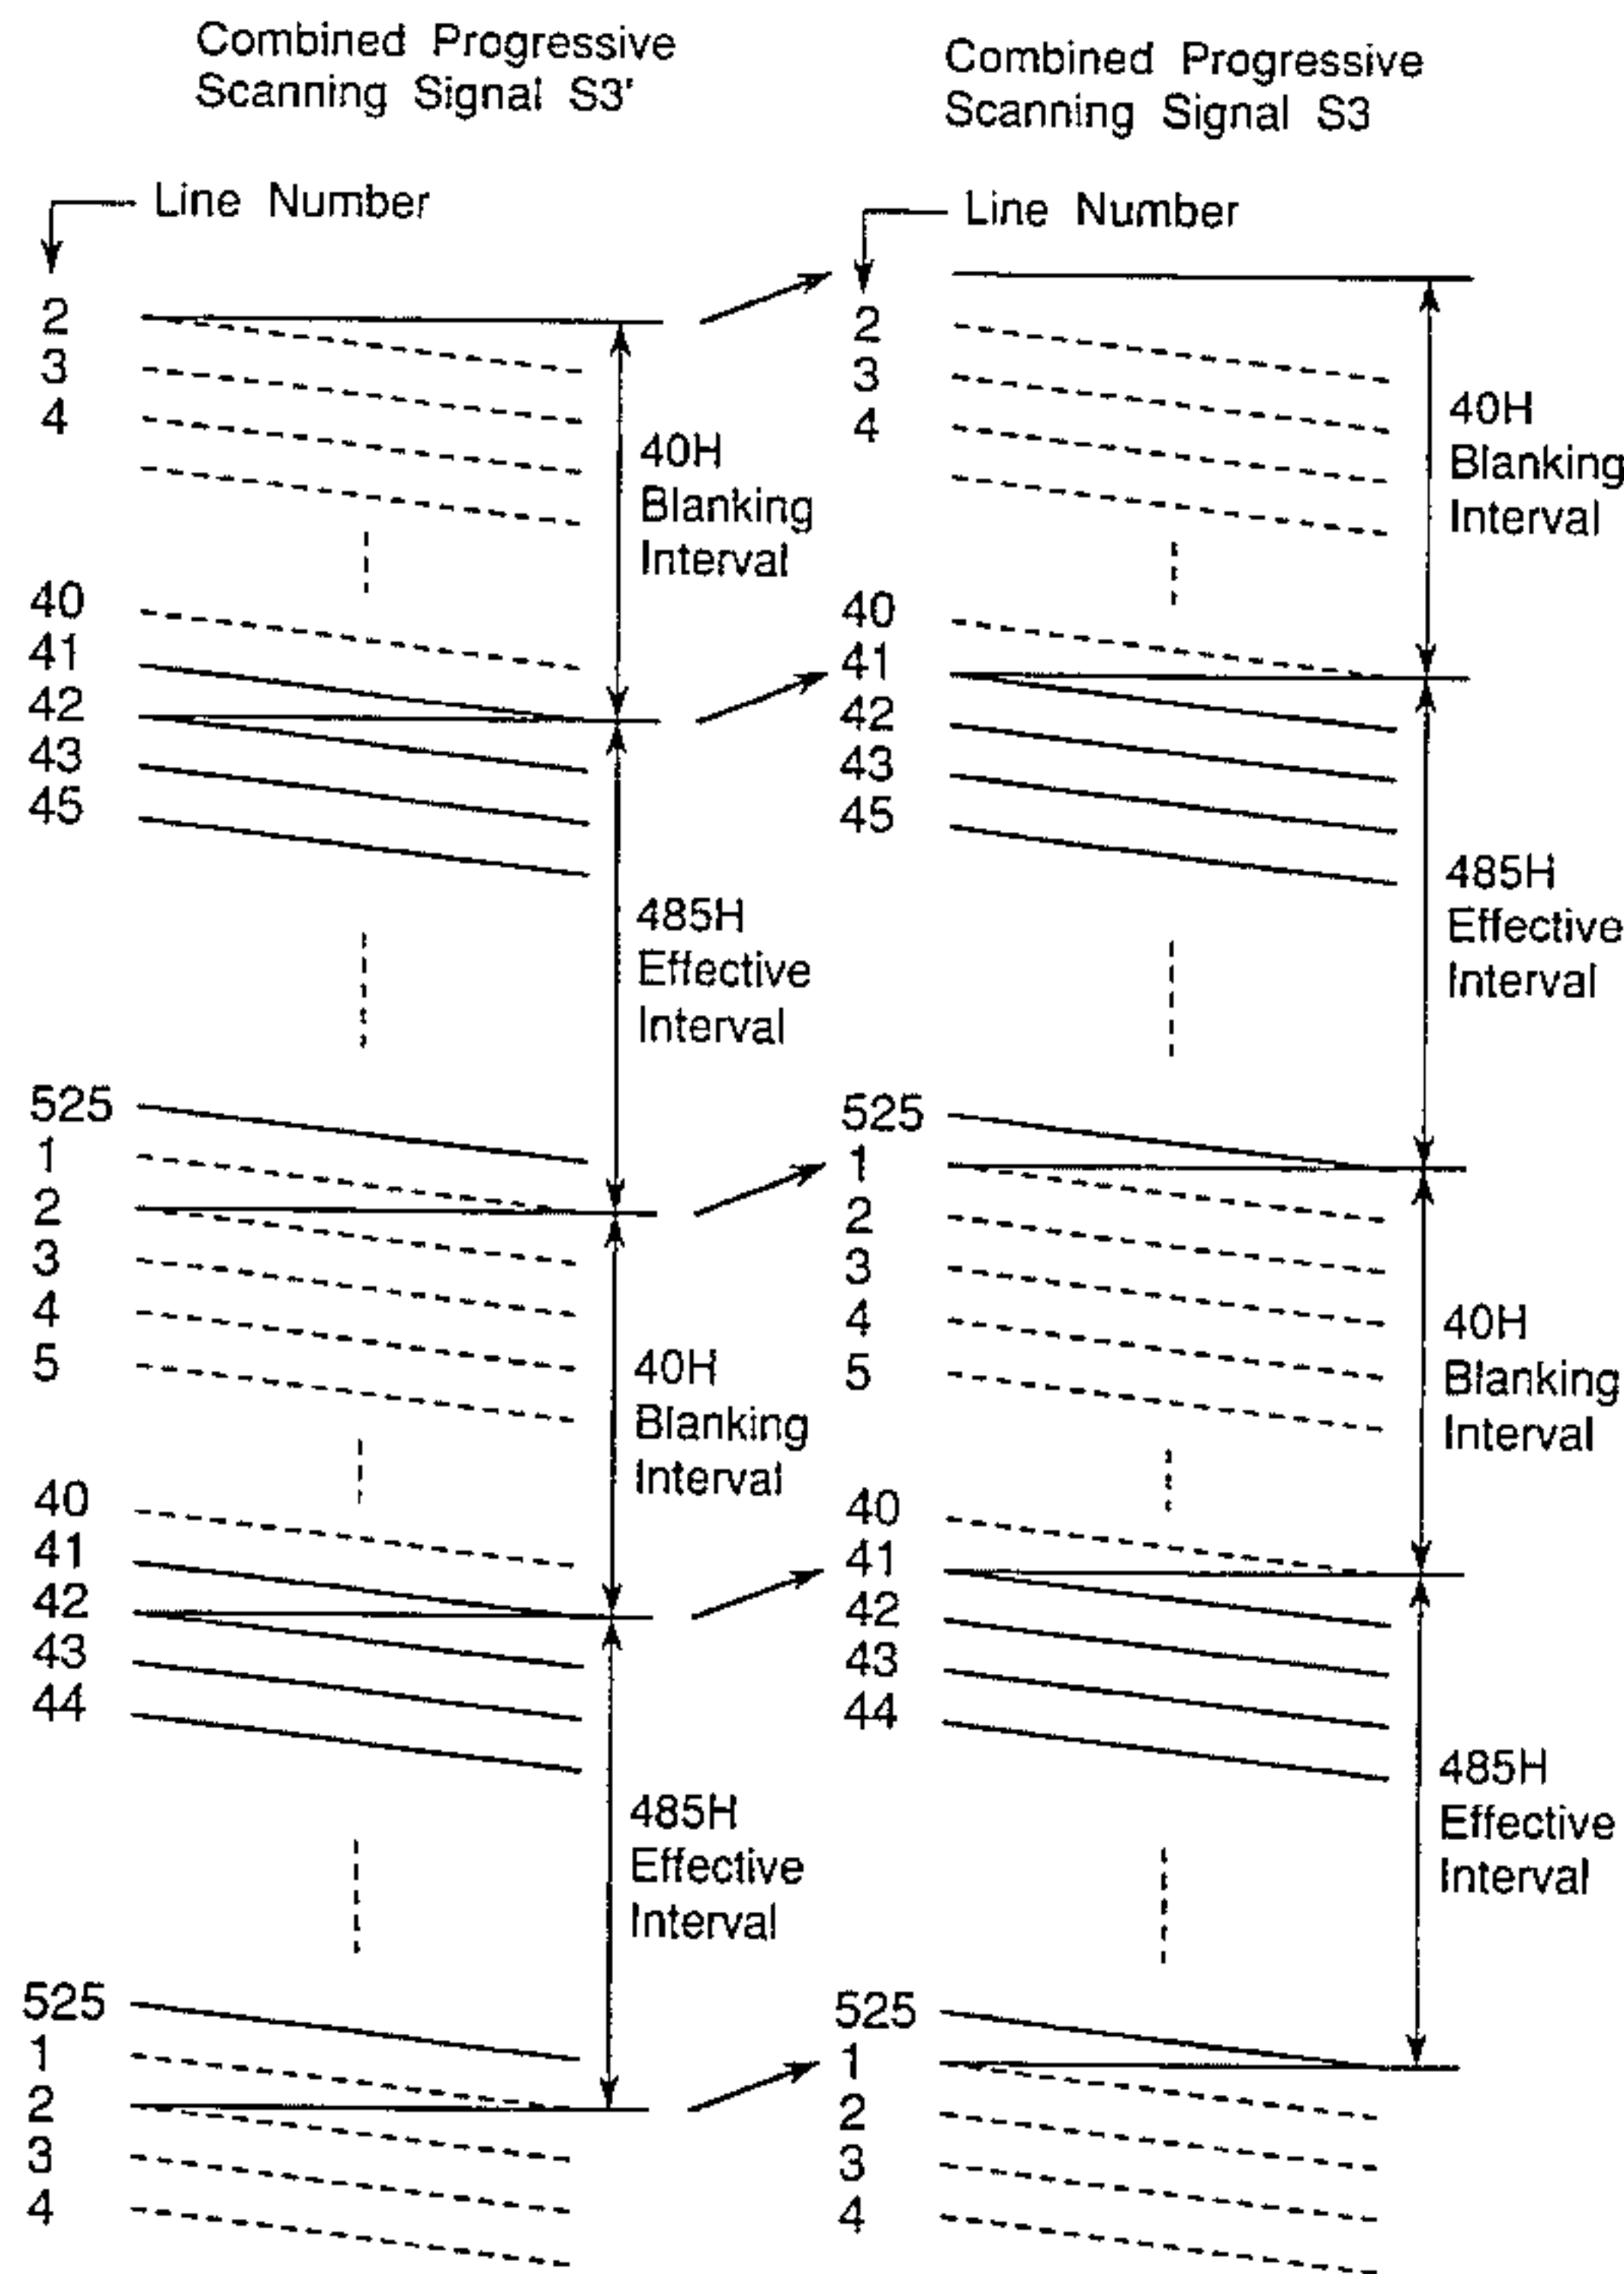 Combined Progressive
Scanning Signal S3'
Line Number
2
3
4
40H
Blanking
Interval
40
41
42
43
45
485H
Effective
Interval
525
1
2
3
4
5
40H
Blanking
Interval
40
41
42
43
44
485H
Effective
Interval
525
1
2
3
4
Combined Progressive
Scanning Signal S3
Line Number
2
3
4
40H
Blanking
Interval
40
41
42
43
45
485H
Effective
Interval
525
1
2
3
4
5
40H
Blanking
Interval
40
41
42
43
44
485H
Effective
Interval
525
1
2
3
4